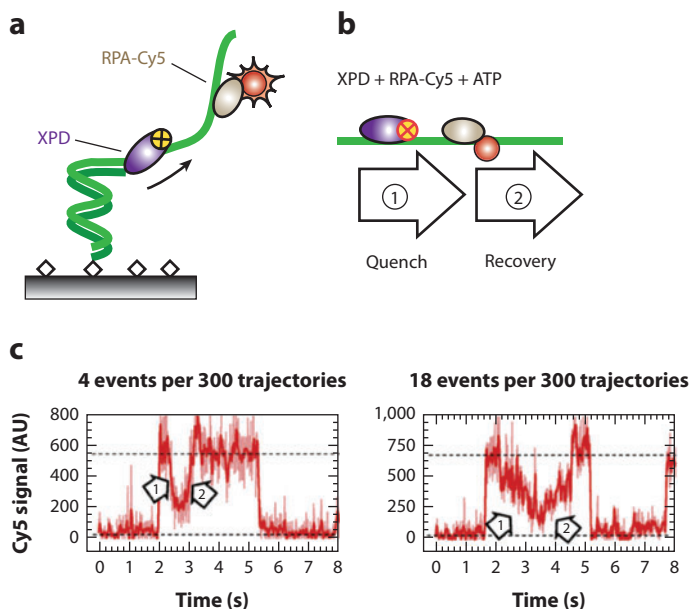 a
RPA-Cy5
XPD
b
XPD + RPA-Cy5 + ATP
1
2
Quench
Recovery
c
4 events per 300 trajectories
Cy5 signal (AU)
800
600
400
200
0
1
2
0 1 2 3 4 5 6 7 8
Time (s)
18 events per 300 trajectories
1,000
750
500
250
0
1
2
0 1 2 3 4 5 6 7 8
Time (s)